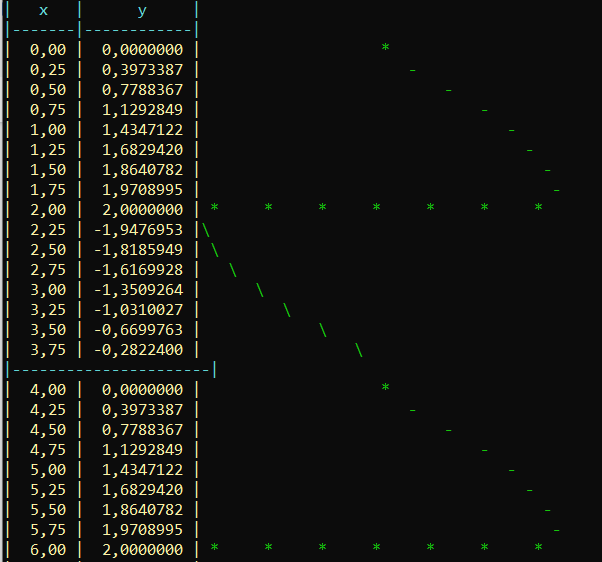 |   x   |      y     |
|-------|------------|
|  0,00 |  0,0000000 |                    *
|  0,25 |  0,3973387 |                       -
|  0,50 |  0,7788367 |                           -
|  0,75 |  1,1292849 |                               -
|  1,00 |  1,4347122 |                                  -
|  1,25 |  1,6829420 |                                    -
|  1,50 |  1,8640782 |                                      -
|  1,75 |  1,9708995 |                                       -
|  2,00 |  2,0000000 | *     *     *     *     *     *     *
|  2,25 | -1,9476953 |\
|  2,50 | -1,8185949 | \
|  2,75 | -1,6169928 |   \
|  3,00 | -1,3509264 |      \
|  3,25 | -1,0310027 |         \
|  3,50 | -0,6699763 |             \
|  3,75 | -0,2822400 |                 \
|----------------------|
|  4,00 |  0,0000000 |                    *
|  4,25 |  0,3973387 |                       -
|  4,50 |  0,7788367 |                           -
|  4,75 |  1,1292849 |                               -
|  5,00 |  1,4347122 |                                  -
|  5,25 |  1,6829420 |                                    -
|  5,50 |  1,8640782 |                                      -
|  5,75 |  1,9708995 |                                       -
|  6,00 |  2,0000000 | *     *     *     *     *     *     *